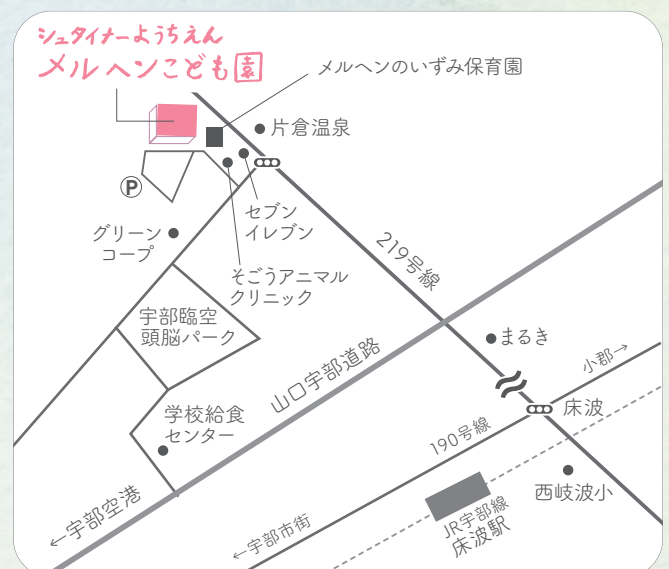 シュタイナーようちえん
メルヘンこども園
メルヘンのいずみ保育園
片倉温泉
P
セブン
イレブン
グリーン
コープ
そごうアニマル
クリニック
219号線
宇部臨空
頭脳パーク
山口宇部道路
まるき
小郡→
床波
学校給食
センター
190号線
西岐波小
←宇部空港
←宇部市街
JR宇部線
床波駅